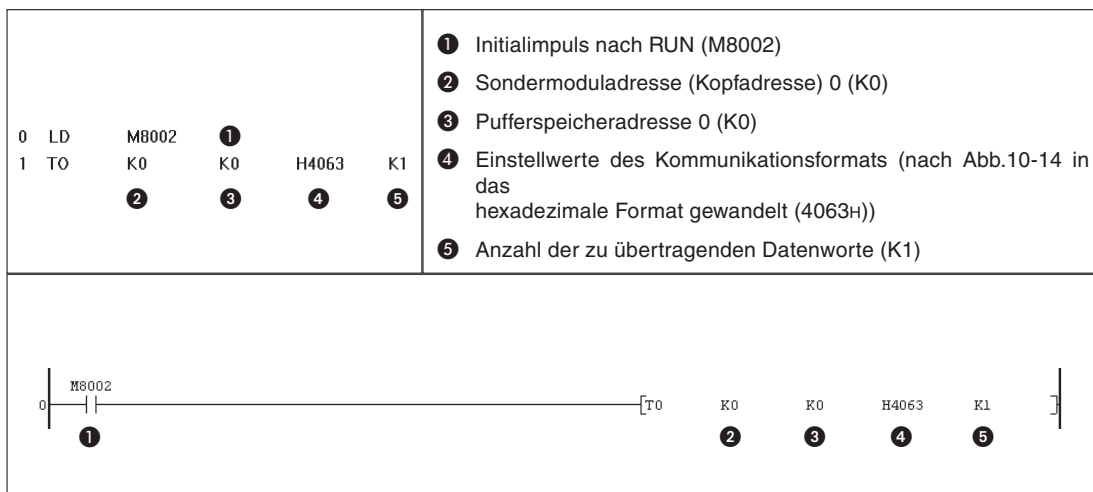 0 LD M8002 ❶
1 TO K0 K0 H4063 K1
❷ ❸ ❹ ❺
❶ Initialimpuls nach RUN (M8002)
❷ Sondermoduladresse (Kopfadresse) 0 (K0)
❸ Pufferspeicheradresse 0 (K0)
❹ Einstellwerte des Kommunikationsformats (nach Abb.10-14 in
das
hexadezimale Format gewandelt (4063H))
❺ Anzahl der zu übertragenden Datenworte (K1)
M8002
0 [TO K0 K0 H4063 K1 ]
❶ ❷ ❸ ❹ ❺